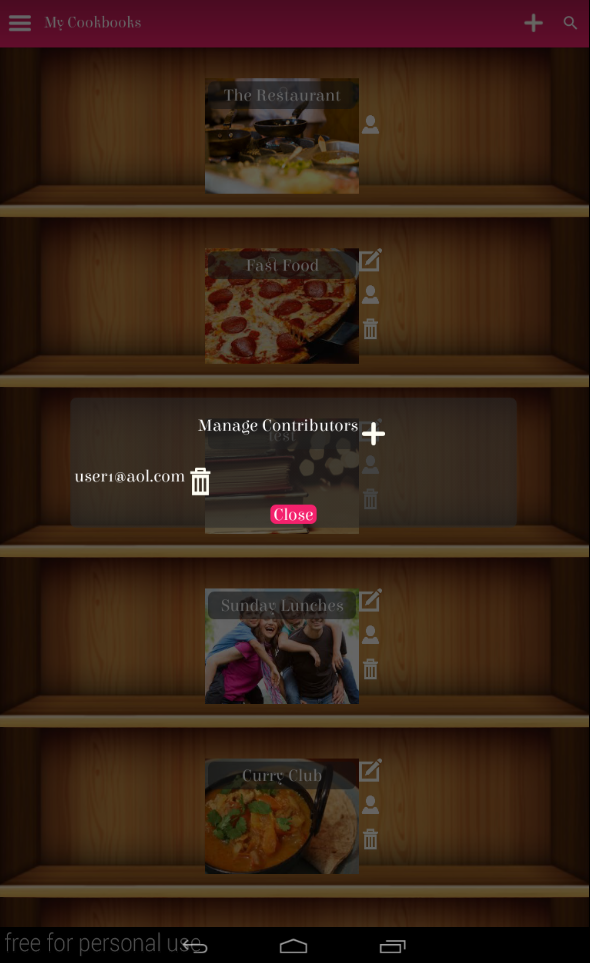 My Cookbooks
The Restaurant
Fast Food
Manage Contributors
test
user1@aol.com
Close
Sunday Lunches
Curry Club
free for personal use